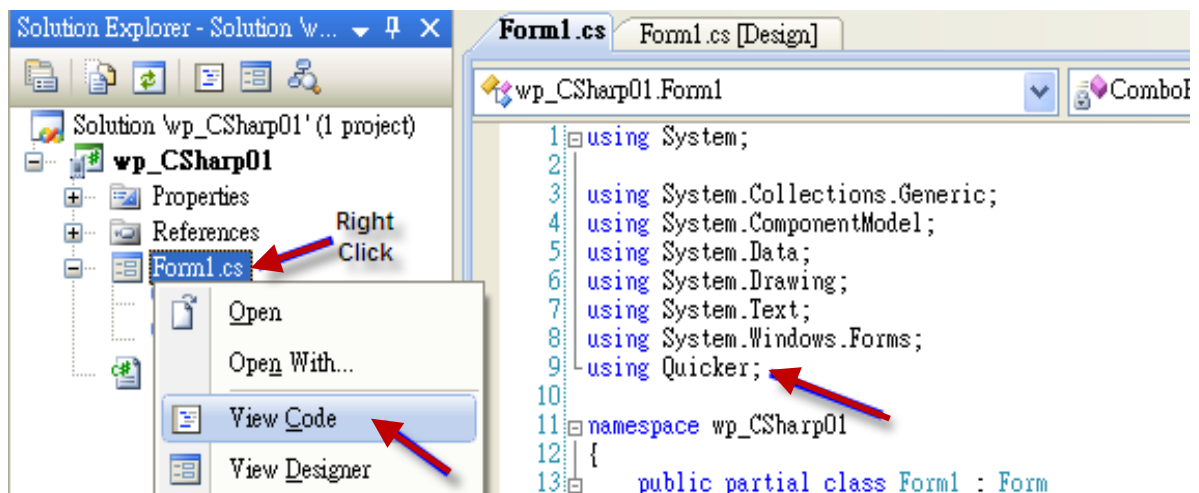 Solution Explorer - Solution 'w...
Solution 'wp_CSharp01' (1 project)
wp_CSharp01
Properties
References
Form1.cs
Right
Click
Open
Open With...
View Code
View Designer
Form1.cs
Form1.cs [Design]
wp_CSharp01.Form1
1 using System;
2
3 using System.Collections.Generic;
4 using System.ComponentModel;
5 using System.Data;
6 using System.Drawing;
7 using System.Text;
8 using System.Windows.Forms;
9 using Quicker;
10
11 namespace wp_CSharp01
12 {
13 public partial class Form1 : Form